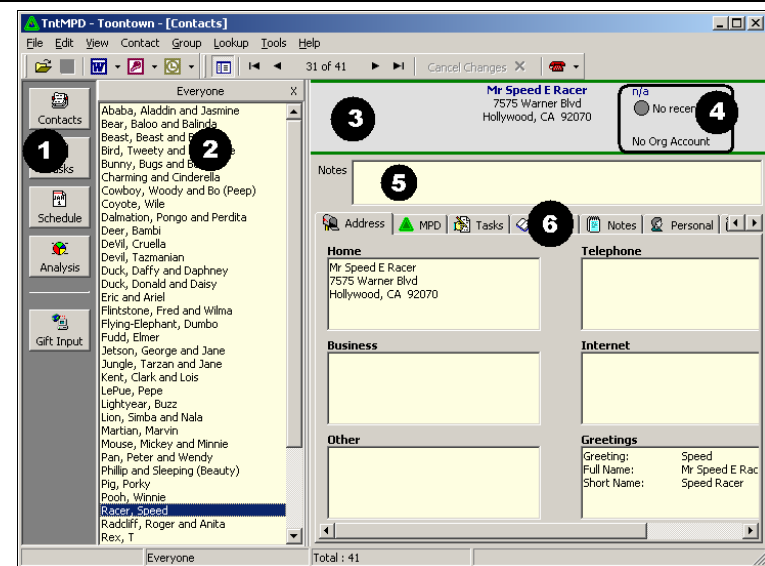 TntMPD - Toontown - [Contacts]
File Edit View Contact Group Lookup Tools Help
31 of 41 Cancel Changes
Contacts
Tasks
Schedule
Analysis
Gift Input
1
Everyone X
Ababa, Aladdin and Jasmine
Bear, Baloo and Balinda
Beast, Beast and B
Bird, Tweety and
Bunny, Bugs and B
Charming and Cinderella
Cowboy, Woody and Bo (Peep)
Coyote, Wile
Dalmation, Pongo and Perdita
Deer, Bambi
DeVil, Cruella
Devil, Tazmanian
Duck, Daffy and Daphney
Duck, Donald and Daisy
Eric and Ariel
Flintstone, Fred and Wilma
Flying-Elephant, Dumbo
Fudd, Elmer
Jetson, George and Jane
Jungle, Tarzan and Jane
Kent, Clark and Lois
LePue, Pepe
Lightyear, Buzz
Lion, Simba and Nala
Martian, Marvin
Mouse, Mickey and Minnie
Pan, Peter and Wendy
Phillip and Sleeping (Beauty)
Pig, Porky
Pooh, Winnie
Racer, Speed
Radcliff, Roger and Anita
Rex, T
2
3
Mr Speed E Racer
7575 Warner Blvd
Hollywood, CA 92070
n/a
No recen
4
No Org Account
Notes
5
Address MPD Tasks 6 Notes Personal
Home
Mr Speed E Racer
7575 Warner Blvd
Hollywood, CA 92070
Telephone
Business
Internet
Other
Greetings
Greeting: Speed
Full Name: Mr Speed E Rac
Short Name: Speed Racer
Everyone Total : 41